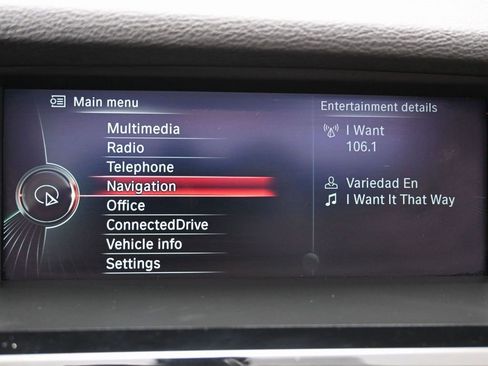 Main menu
Multimedia
Radio
Telephone
Navigation
Office
ConnectedDrive
Vehicle info
Settings
Entertainment details
I Want
106.1
Variedad En
I Want It That Way